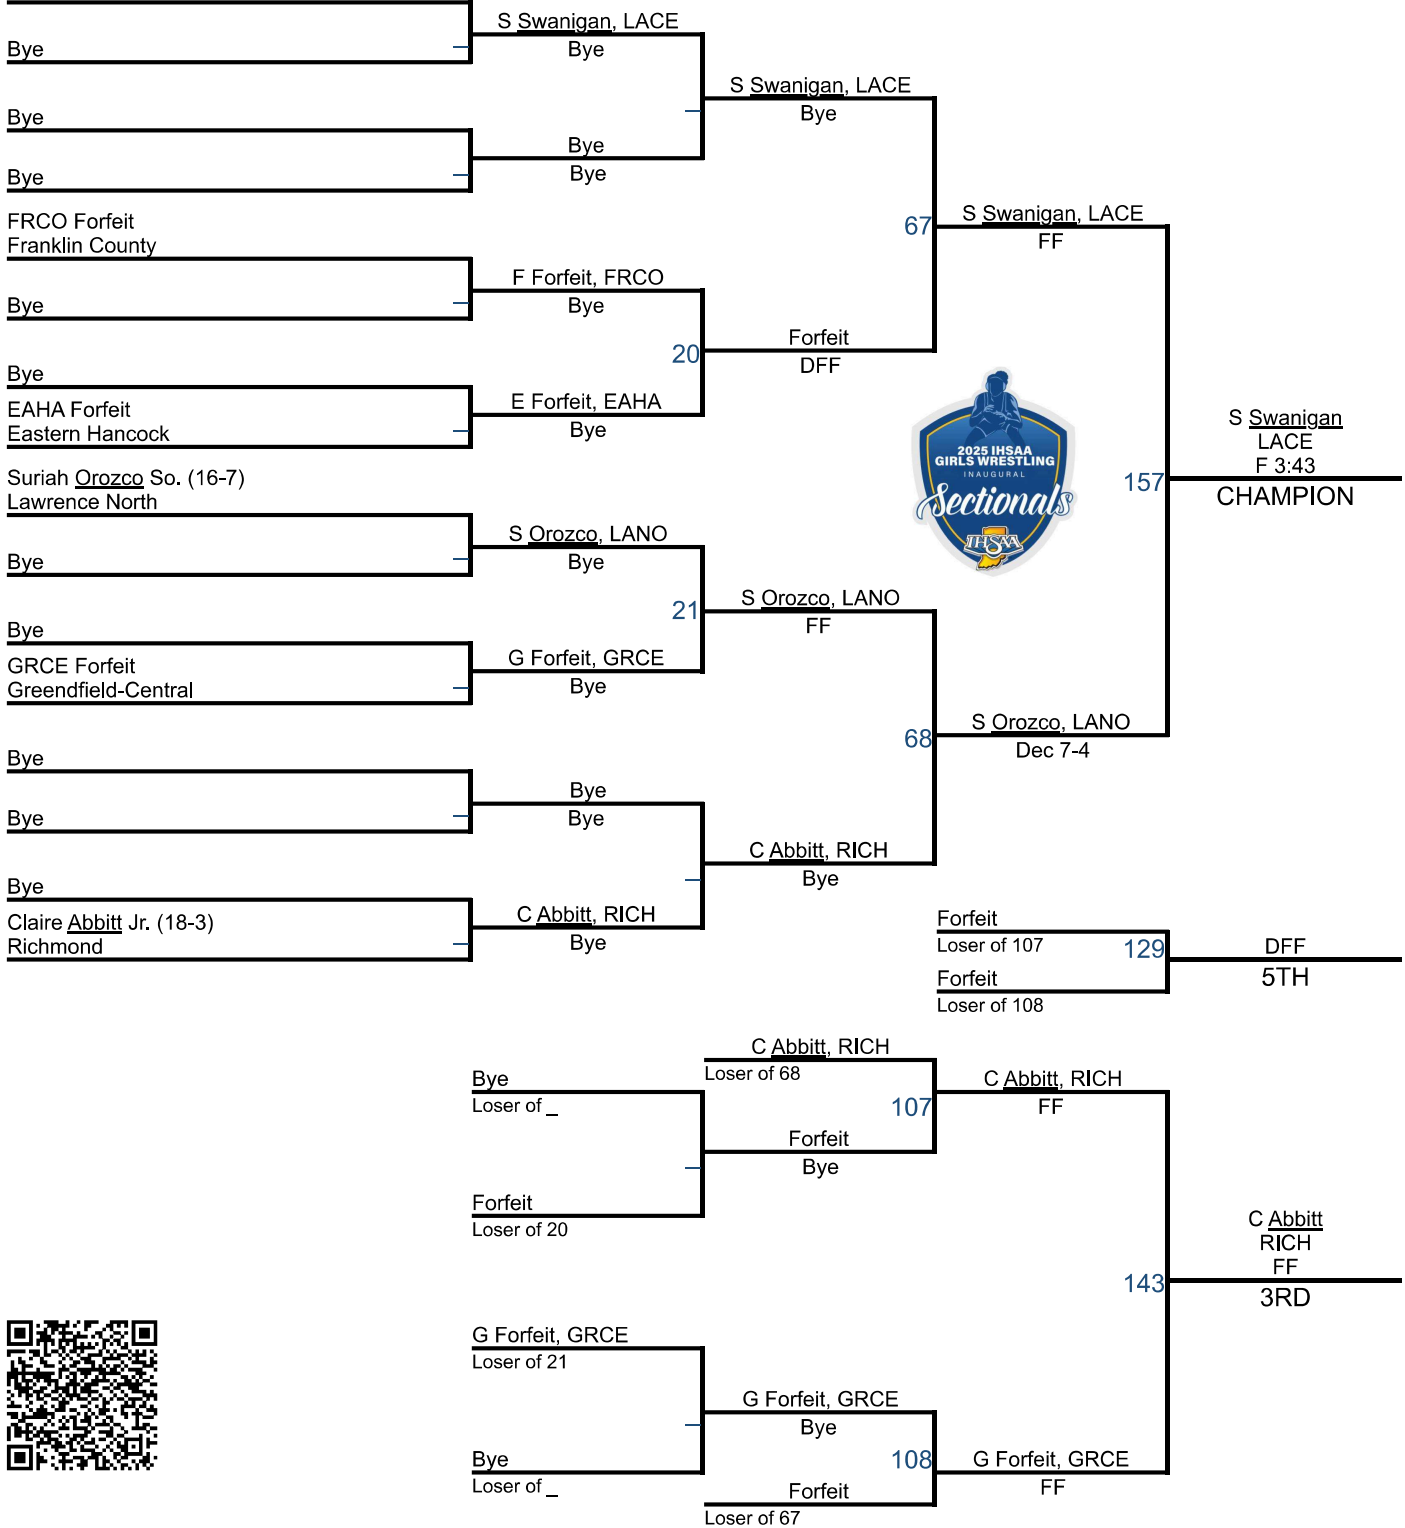 S Swanigan, LACE
Bye
Bye
S Swanigan, LACE
Bye
Bye
Bye
Bye
Bye
FRCO Forfeit
Franklin County
67
S Swanigan, LACE
FF
F Forfeit, FRCO
Bye
Bye
Forfeit
DFF
20
Bye
E Forfeit, EAHA
Bye
EAHA Forfeit
Eastern Hancock
2025 IHSAA
GIRLS WRESTLING
INAUGURAL
Sectionals
IHSAA
S Swanigan
LACE
F 3:43
CHAMPION
157
Suriah Orozco So. (16-7)
Lawrence North
S Orozco, LANO
Bye
Bye
S Orozco, LANO
FF
21
Bye
G Forfeit, GRCE
Bye
GRCE Forfeit
Greendfield-Central
S Orozco, LANO
Dec 7-4
68
Bye
Bye
Bye
Bye
C Abbitt, RICH
Bye
Bye
C Abbitt, RICH
Bye
Claire Abbitt Jr. (18-3)
Richmond
Forfeit
Loser of 107
129
DFF
5TH
Forfeit
Loser of 108
C Abbitt, RICH
Loser of 68
Bye
Loser of _
C Abbitt, RICH
FF
107
Forfeit
Bye
Forfeit
Loser of 20
C Abbitt
RICH
FF
3RD
143
G Forfeit, GRCE
Loser of 21
G Forfeit, GRCE
Bye
Bye
Loser of _
108
G Forfeit, GRCE
FF
Forfeit
Loser of 67